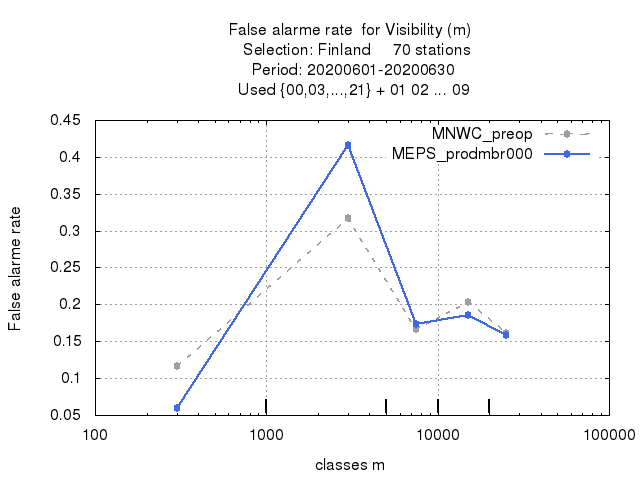 False alarme rate  for Visibility (m)
Selection: Finland     70 stations
Period: 20200601-20200630
Used {00,03,...,21} + 01 02 ... 09
MNWC_preop
MEPS_prodmbr000
False alarme rate
0.45
0.4
0.35
0.3
0.25
0.2
0.15
0.1
0.05
100
1000
10000
100000
classes m